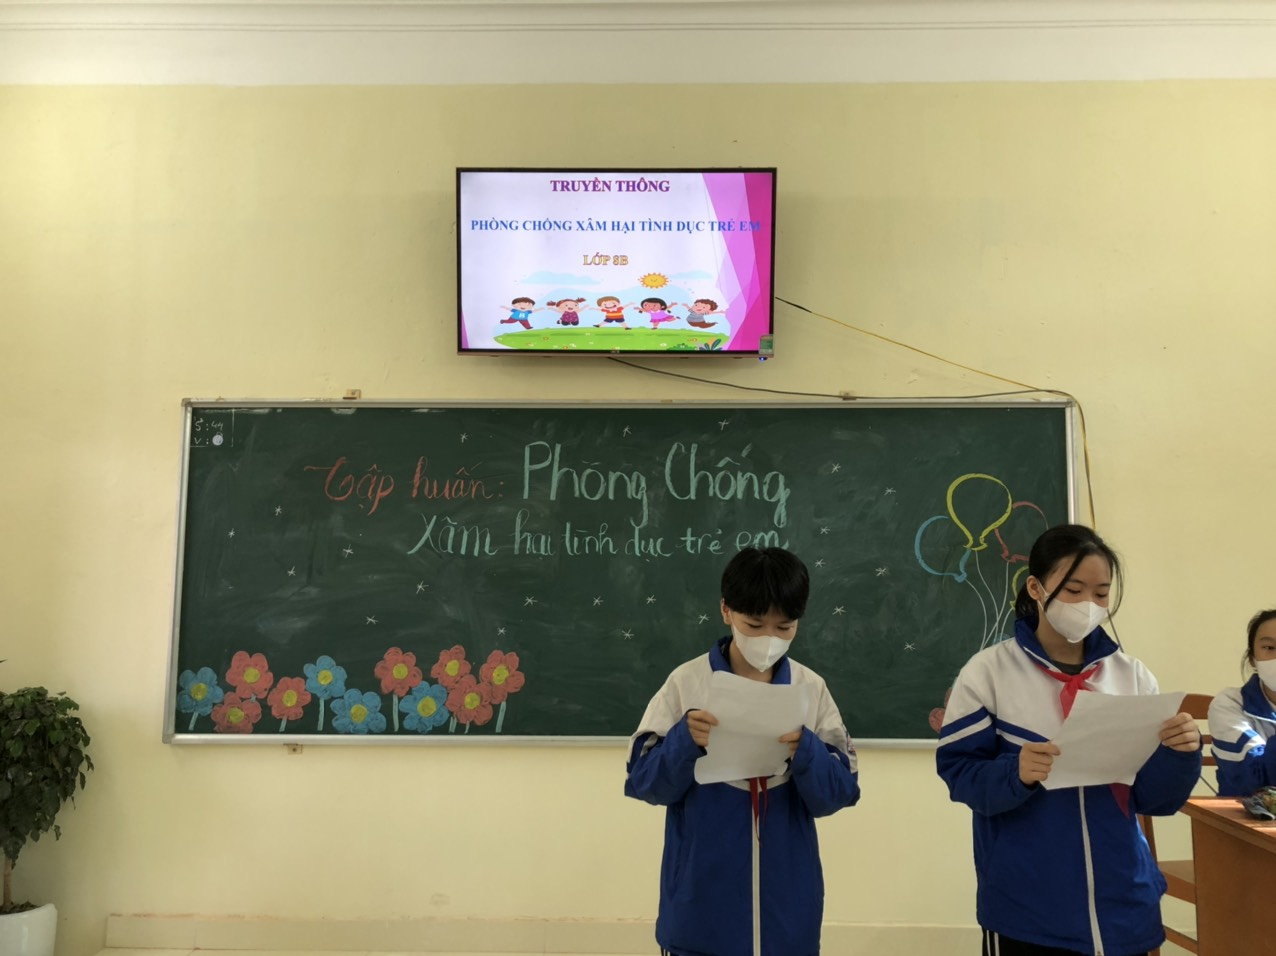 TRUYỀN THÔNG
PHÒNG CHỐNG XÂM HẠI TÌNH DỤC TRẺ EM
LỚP 8B
S: 49
V:
Tập huấn: Phòng Chống
Xâm hại tình dục trẻ em